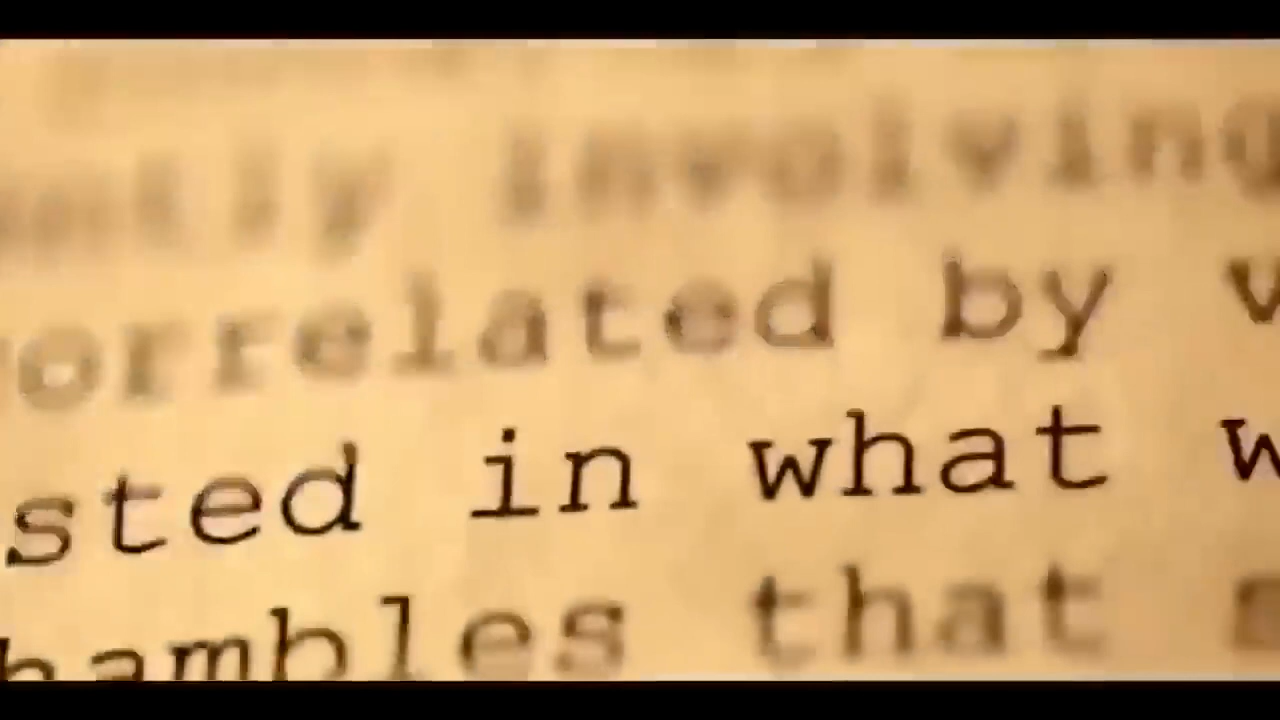 involving
orrelated by v
sted in what w
hambles that s